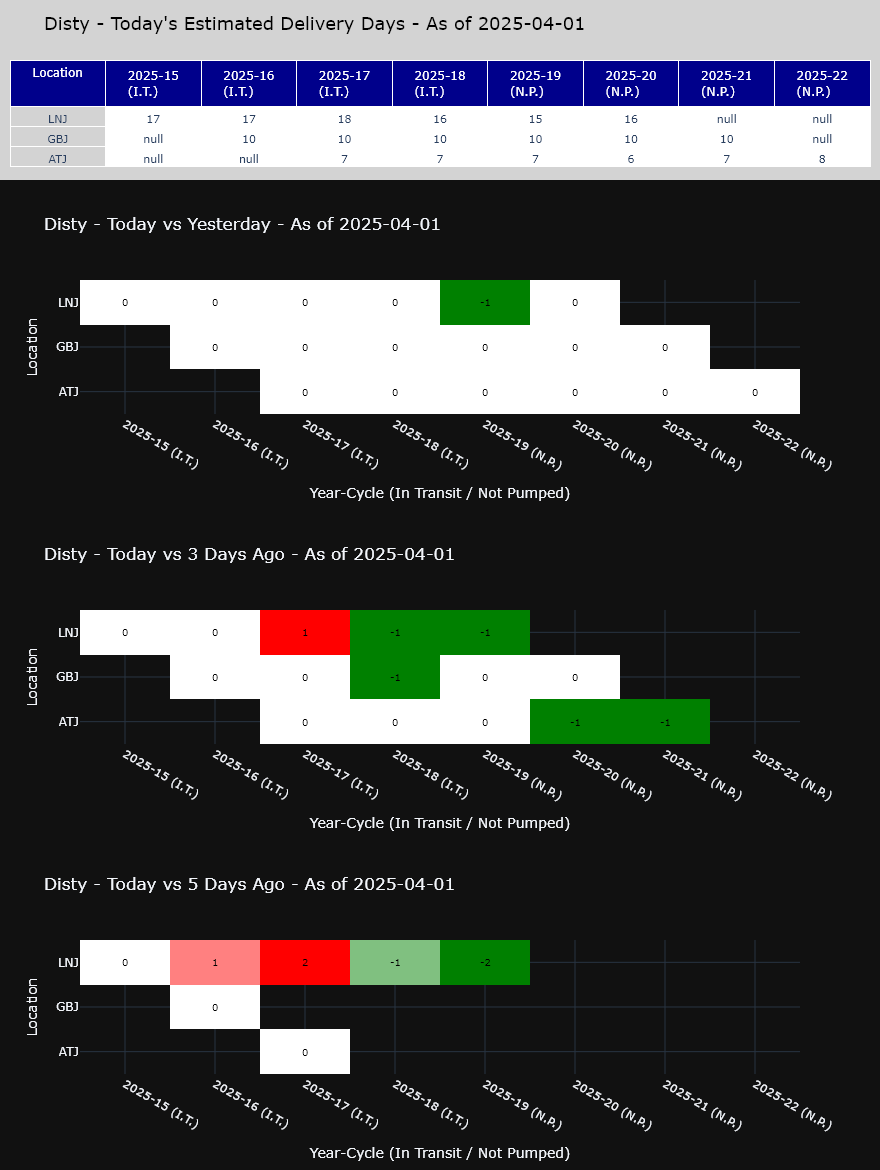 Disty - Today's Estimated Delivery Days - As of 2025-04-01
Location 2025-15 (I.T.) 2025-16 (I.T.) 2025-17 (I.T.) 2025-18 (I.T.) 2025-19 (N.P.) 2025-20 (N.P.) 2025-21 (N.P.) 2025-22 (N.P.)
LNJ 17 17 18 16 15 16 null null
GBJ null 10 10 10 10 10 10 null
ATJ null null 7 7 7 6 7 8
Disty - Today vs Yesterday - As of 2025-04-01
Location
LNJ 0 0 0 0 -1 0
GBJ 0 0 0 0 0 0
ATJ 0 0 0 0 0 0
2025-15 (I.T.) 2025-16 (I.T.) 2025-17 (I.T.) 2025-18 (I.T.) 2025-19 (N.P.) 2025-20 (N.P.) 2025-21 (N.P.) 2025-22 (N.P.)
Year-Cycle (In Transit / Not Pumped)
Disty - Today vs 3 Days Ago - As of 2025-04-01
Location
LNJ 0 0 1 -1 -1
GBJ 0 0 -1 0 0
ATJ 0 0 0 -1 -1
2025-15 (I.T.) 2025-16 (I.T.) 2025-17 (I.T.) 2025-18 (I.T.) 2025-19 (N.P.) 2025-20 (N.P.) 2025-21 (N.P.) 2025-22 (N.P.)
Year-Cycle (In Transit / Not Pumped)
Disty - Today vs 5 Days Ago - As of 2025-04-01
Location
LNJ 0 1 2 -1 -2
GBJ 0
ATJ 0
2025-15 (I.T.) 2025-16 (I.T.) 2025-17 (I.T.) 2025-18 (I.T.) 2025-19 (N.P.) 2025-20 (N.P.) 2025-21 (N.P.) 2025-22 (N.P.)
Year-Cycle (In Transit / Not Pumped)